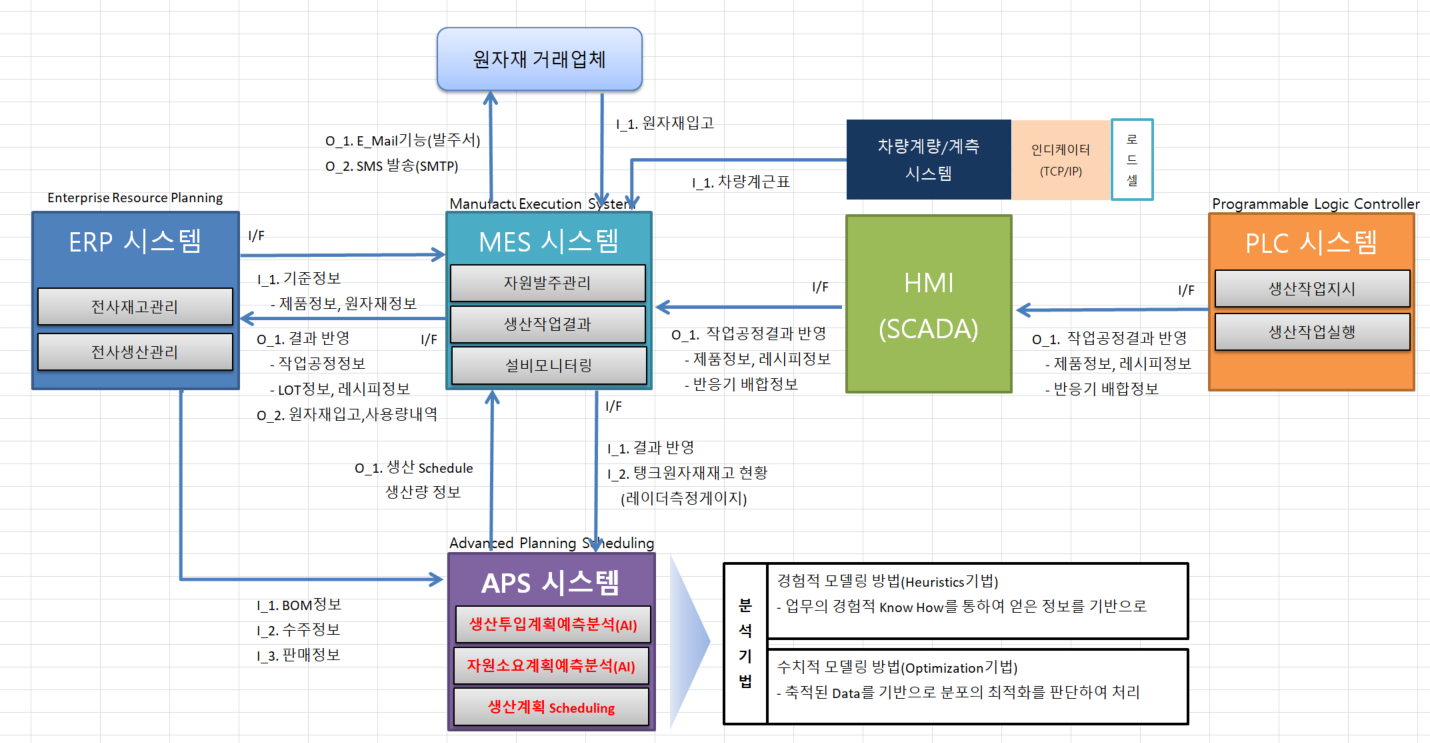 원자재 거래업체
O_1. E_Mail기능(발주서)
O_2. SMS 발송(SMTP)
I_1. 원자재입고
I_1. 차량계근표
차량계량/계측
시스템
인디케이터
(TCP/IP)
로
드
셀
Enterprise Resource Planning
ERP 시스템
전사재고관리
전사생산관리
I/F
I_1. 기준정보
- 제품정보, 원자재정보
O_1. 결과 반영
I/F
- 작업공정정보
- LOT정보, 레시피정보
O_2. 원자재입고,사용량내역
Manufactu Execution System
MES 시스템
자원발주관리
생산작업결과
설비모니터링
I/F
O_1. 작업공정결과 반영
- 제품정보, 레시피정보
- 반응기 배합정보
HMI
(SCADA)
I/F
O_1. 작업공정결과 반영
- 제품정보, 레시피정보
- 반응기 배합정보
Programmable Logic Controller
PLC 시스템
생산작업지시
생산작업실행
O_1. 생산 Schedule
생산량 정보
I/F
I_1. 결과 반영
I_2. 탱크원자재재고 현황
(레이더측정게이지)
I_1. BOM정보
I_2. 수주정보
I_3. 판매정보
Advanced Planning Scheduling
APS 시스템
생산투입계획예측분석(AI)
자원소요계획예측분석(AI)
생산계획 Scheduling
분
석
기
법
경험적 모델링 방법(Heuristics기법)
- 업무의 경험적 Know How를 통하여 얻은 정보를 기반으로
수치적 모델링 방법(Optimization기법)
- 축적된 Data를 기반으로 분포의 최적화를 판단하여 처리